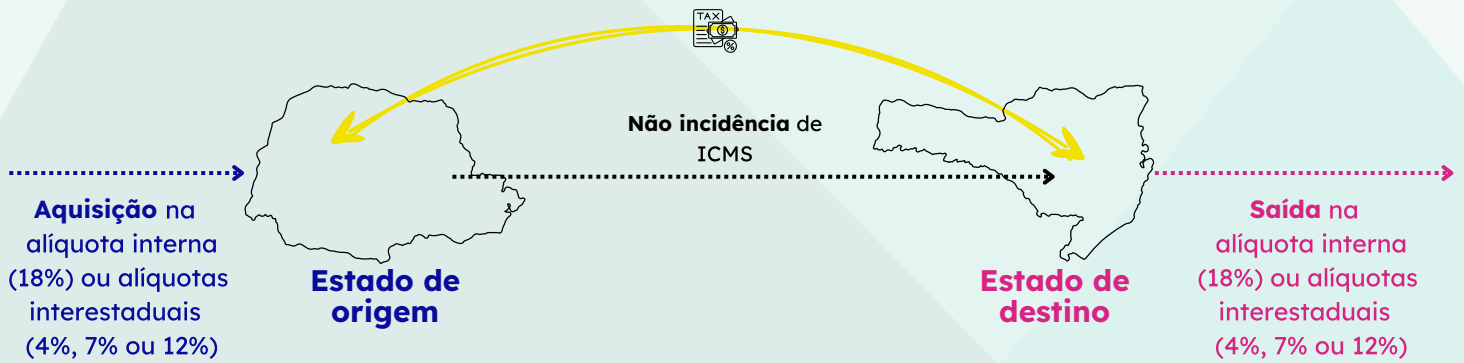 TAX
$
%
Não incidência de
ICMS
Aquisição na
alíquota interna
(18%) ou alíquotas
interestaduais
(4%, 7% ou 12%)
Estado de
origem
Estado de
destino
Saída na
alíquota interna
(18%) ou alíquotas
interestaduais
(4%, 7% ou 12%)